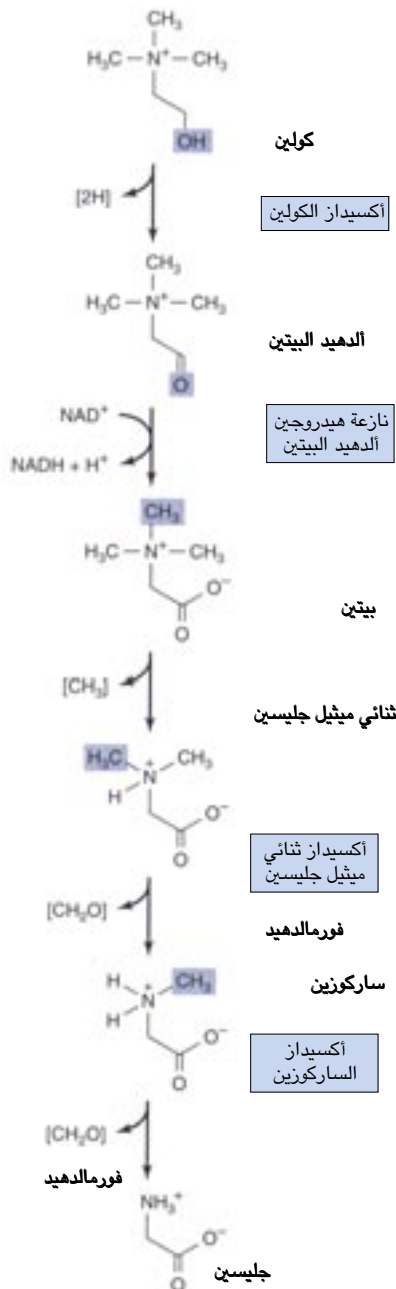 CH₃
H₃C—N⁺—CH₃
OH
كولين
[2H]
أكسيداز الكولين
CH₃
H₃C—N⁺—CH₃
O
ألدهيد البيتين
NAD⁺
نازعة هيدروجين
ألدهيد البيتين
NADH + H⁺
CH₃
H₃C—N⁺—CH₃
O⁻
O
بيتين
[CH₃]
ثنائي ميثيل جليسين
H₃C
CH₃
N⁺
H
O⁻
O
أكسيداز ثنائي
ميثيل جليسين
[CH₂O]
فورمالدهيد
ساركوزين
H
CH₃
N⁺
H
O⁻
O
أكسيداز
الساركوزين
[CH₂O]
فورمالدهيد
NH₃⁺
O⁻
O
جليسين